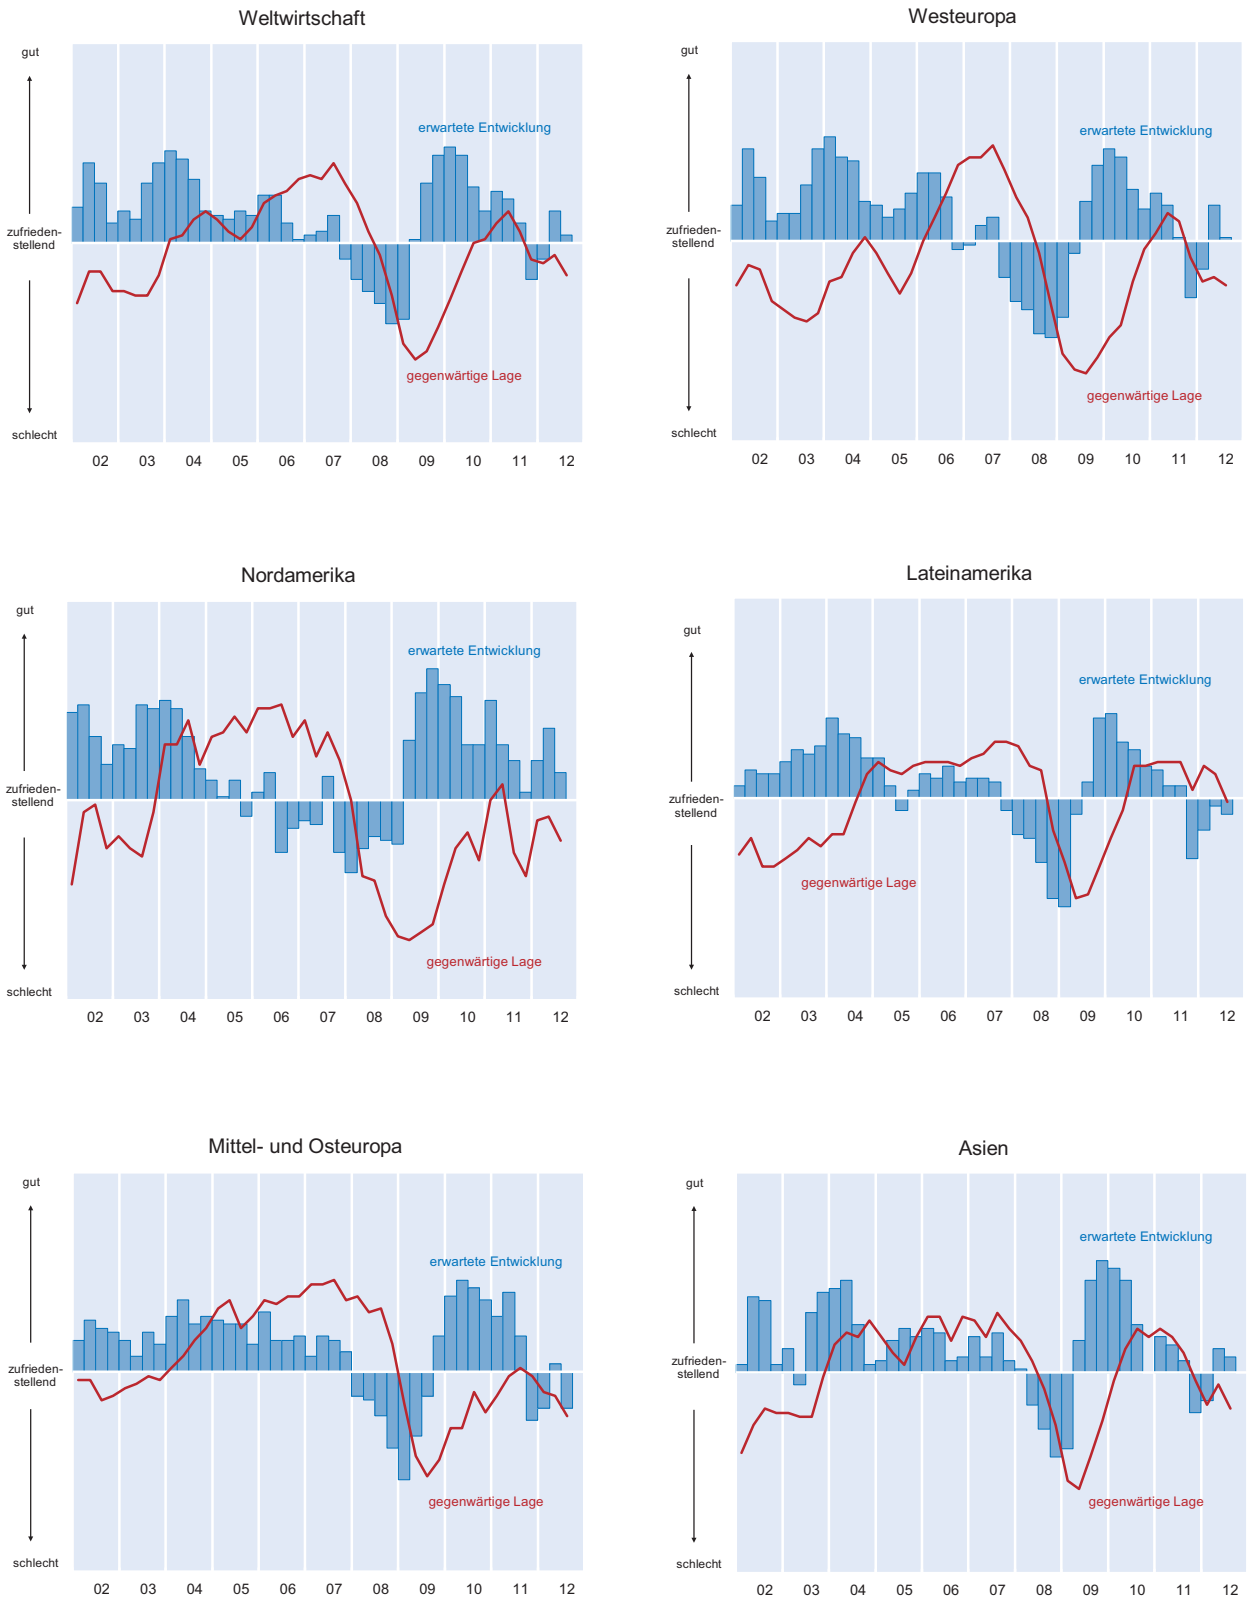 Weltwirtschaft
gut
erwartete Entwicklung
zufrieden-
stellend
gegenwärtige Lage
schlecht
02 03 04 05 06 07 08 09 10 11 12
Westeuropa
gut
erwartete Entwicklung
zufrieden-
stellend
gegenwärtige Lage
schlecht
02 03 04 05 06 07 08 09 10 11 12
Nordamerika
gut
erwartete Entwicklung
zufrieden-
stellend
gegenwärtige Lage
schlecht
02 03 04 05 06 07 08 09 10 11 12
Lateinamerika
gut
erwartete Entwicklung
zufrieden-
stellend
gegenwärtige Lage
schlecht
02 03 04 05 06 07 08 09 10 11 12
Mittel- und Osteuropa
gut
erwartete Entwicklung
zufrieden-
stellend
gegenwärtige Lage
schlecht
02 03 04 05 06 07 08 09 10 11 12
Asien
gut
erwartete Entwicklung
zufrieden-
stellend
gegenwärtige Lage
schlecht
02 03 04 05 06 07 08 09 10 11 12